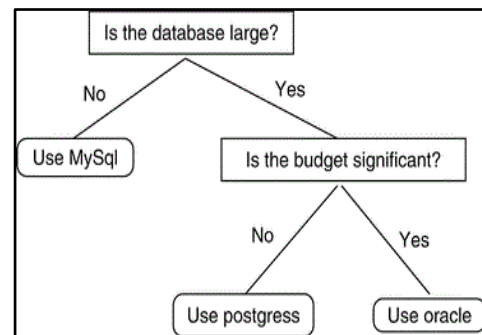 Is the database large?
No
Yes
Use MySql
Is the budget significant?
No
Yes
Use postgress
Use oracle